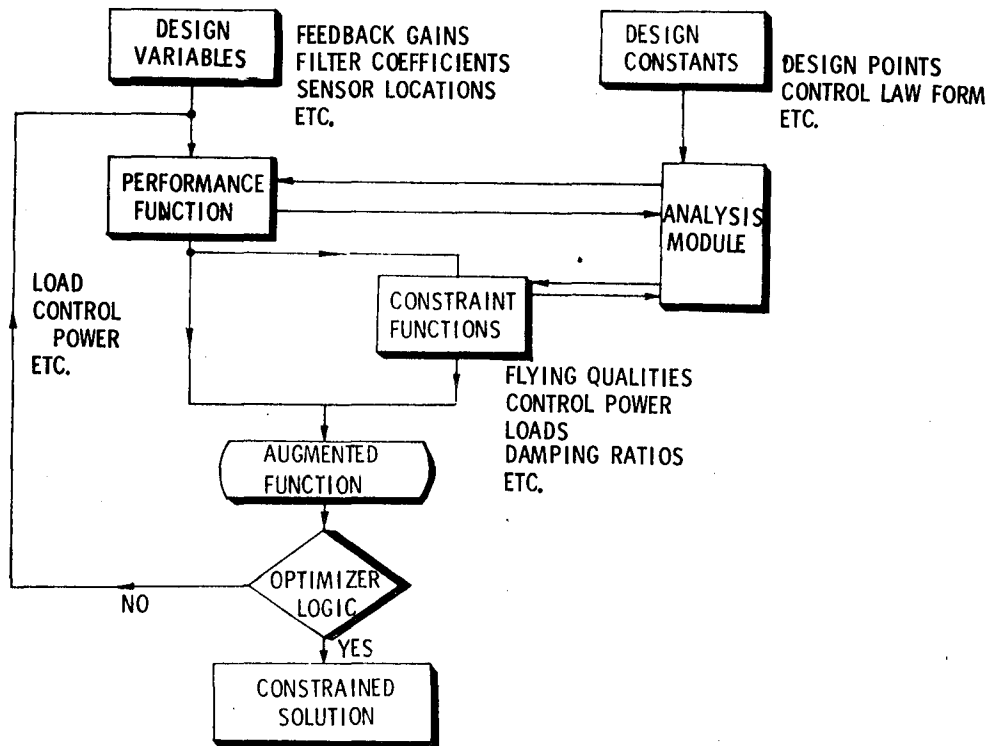 DESIGN
VARIABLES
FEEDBACK GAINS
FILTER COEFFICIENTS
SENSOR LOCATIONS
ETC.
DESIGN
CONSTANTS
DESIGN POINTS
CONTROL LAW FORM
ETC.
PERFORMANCE
FUNCTION
ANALYSIS
MODULE
LOAD
CONTROL
POWER
ETC.
CONSTRAINT
FUNCTIONS
FLYING QUALITIES
CONTROL POWER
LOADS
DAMPING RATIOS
ETC.
AUGMENTED
FUNCTION
OPTIMIZER
LOGIC
NO
YES
CONSTRAINED
SOLUTION